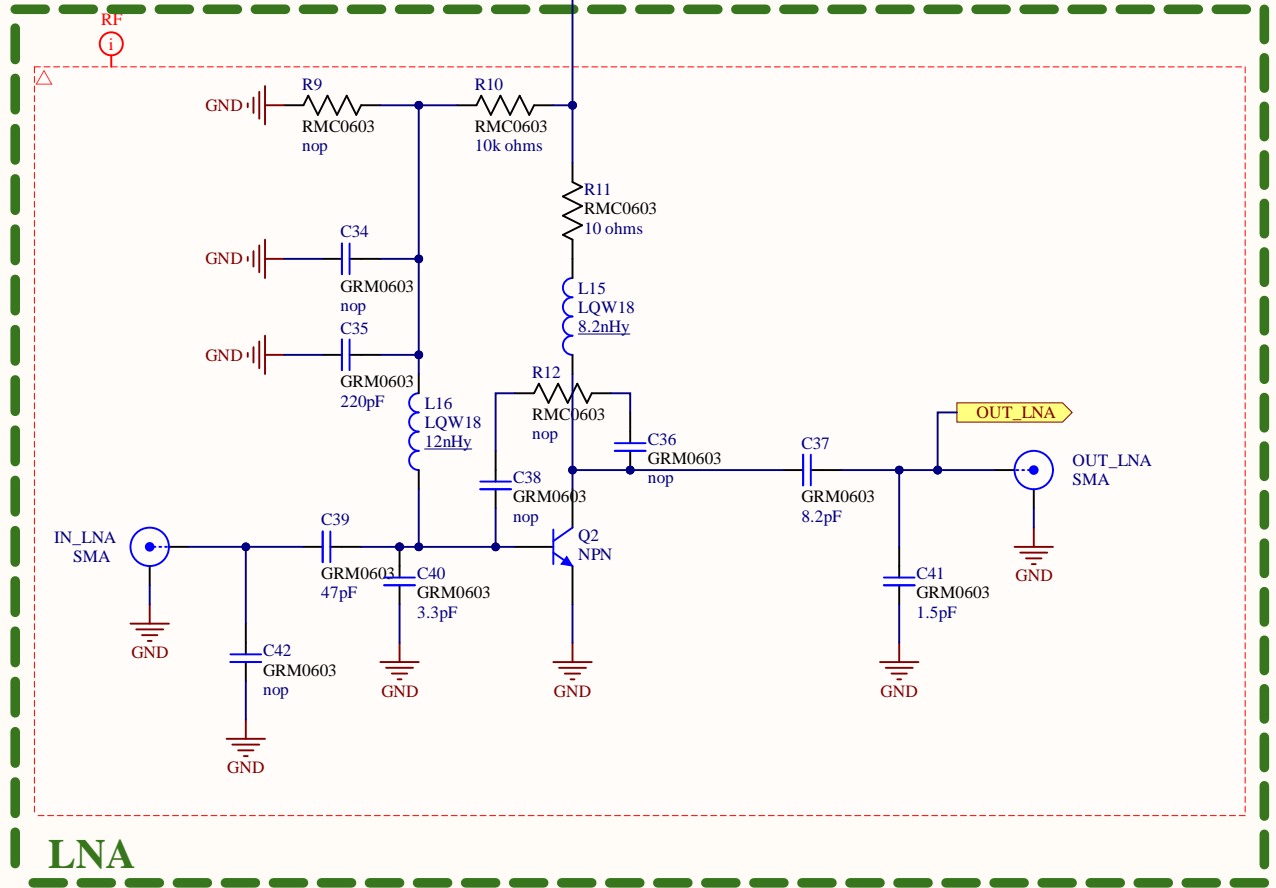 RF
i
R9
RMC0603
nop
GND
R10
RMC0603
10k ohms
R11
RMC0603
10 ohms
C34
GRM0603
nop
GND
L15
LQW18
8.2nHy
C35
GRM0603
220pF
GND
R12
RMC0603
nop
L16
LQW18
12nHy
OUT_LNA
C36
GRM0603
nop
C37
GRM0603
8.2pF
OUT_LNA
SMA
GND
C38
GRM0603
nop
IN_LNA
SMA
GND
C39
GRM0603
47pF
Q2
NPN
C40
GRM0603
3.3pF
GND
GND
C41
GRM0603
1.5pF
GND
C42
GRM0603
nop
GND
LNA